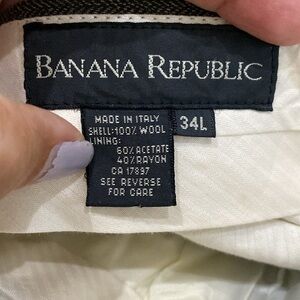 BANANA REPUBLIC
MADE IN ITALY
SHELL:100% WOOL
LINING:
60% ACETATE
40% RAYON
CA 17897
SEE REVERSE
FOR CARE
34L